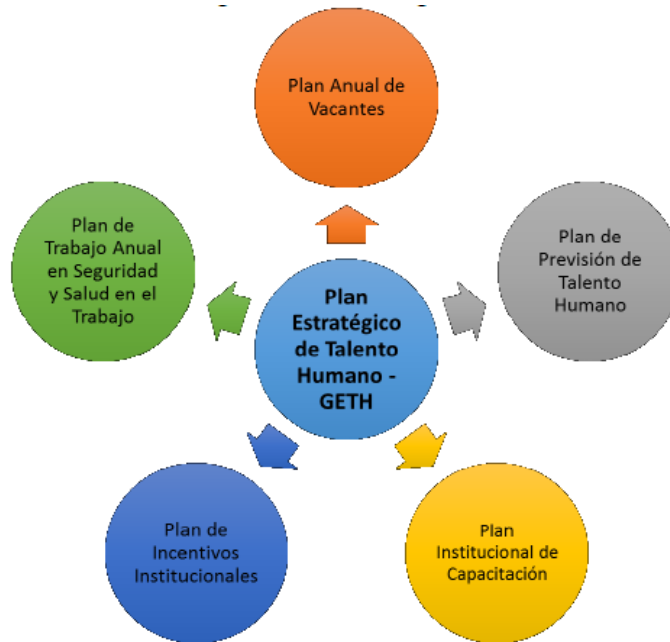 Plan Anual de
Vacantes
Plan de
Previsión de
Talento
Humano
Plan
Institucional de
Capacitación
Plan de
Incentivos
Institucionales
Plan de
Trabajo Anual
en Seguridad
y Salud en el
Trabajo
Plan
Estratégico
de Talento
Humano -
GETH